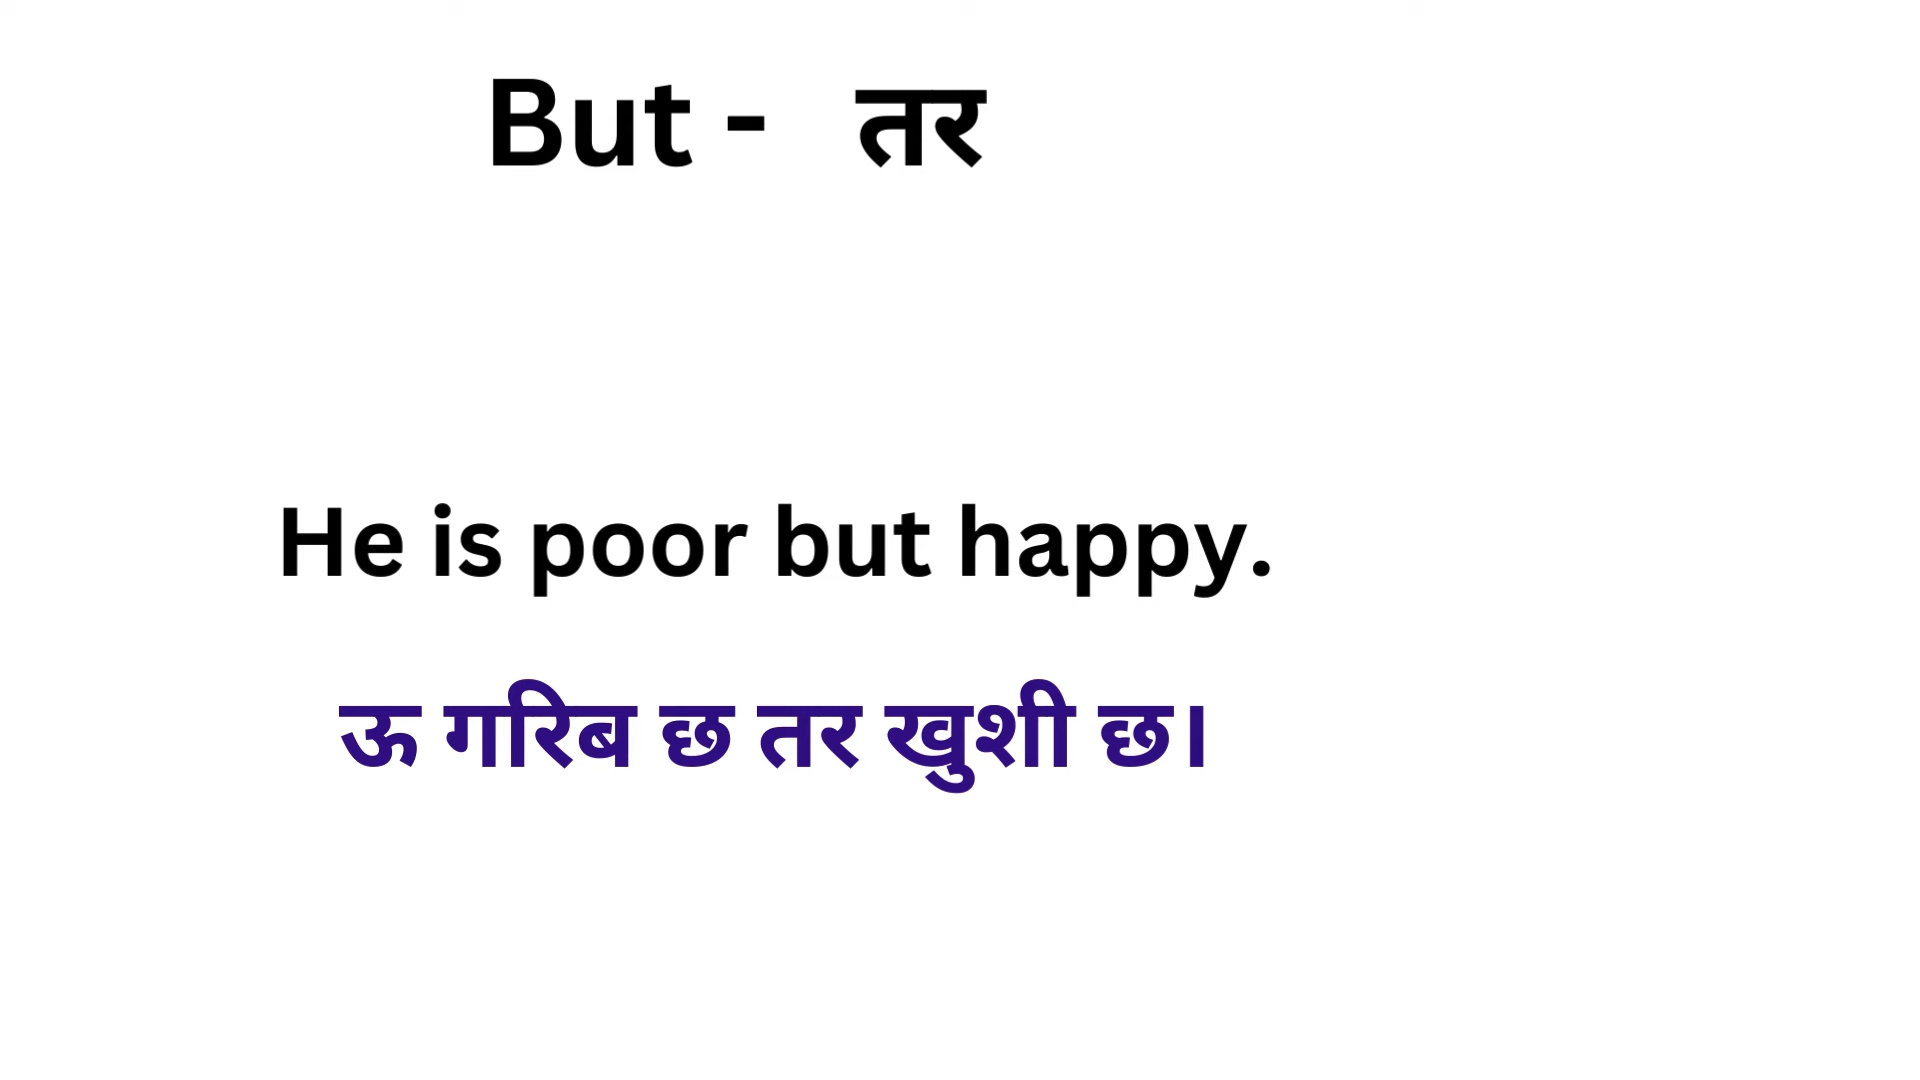 But - तर
He is poor but happy.
ऊ गरिब छ तर खुशी छ।